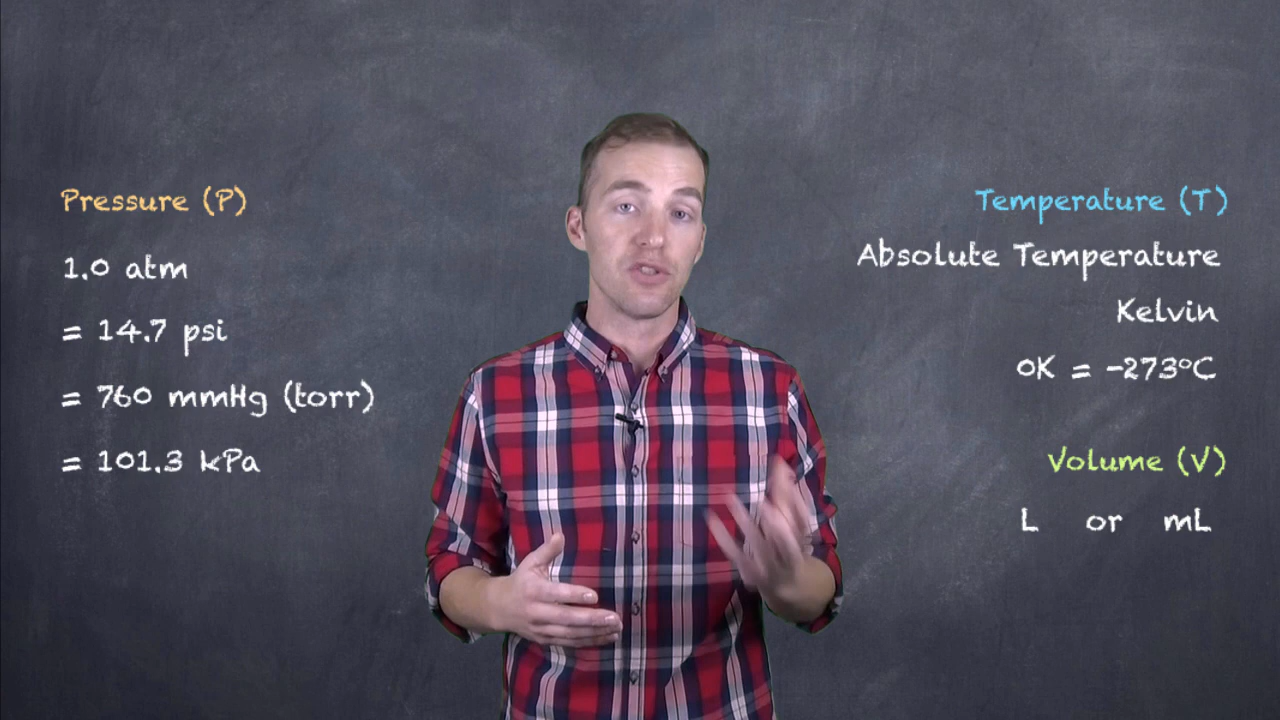 Pressure (P)
1.0 atm
= 14.7 psi
= 760 mmHg (torr)
= 101.3 kPa
Temperature (T)
Absolute Temperature
Kelvin
0K = -273°C
Volume (V)
L or mL